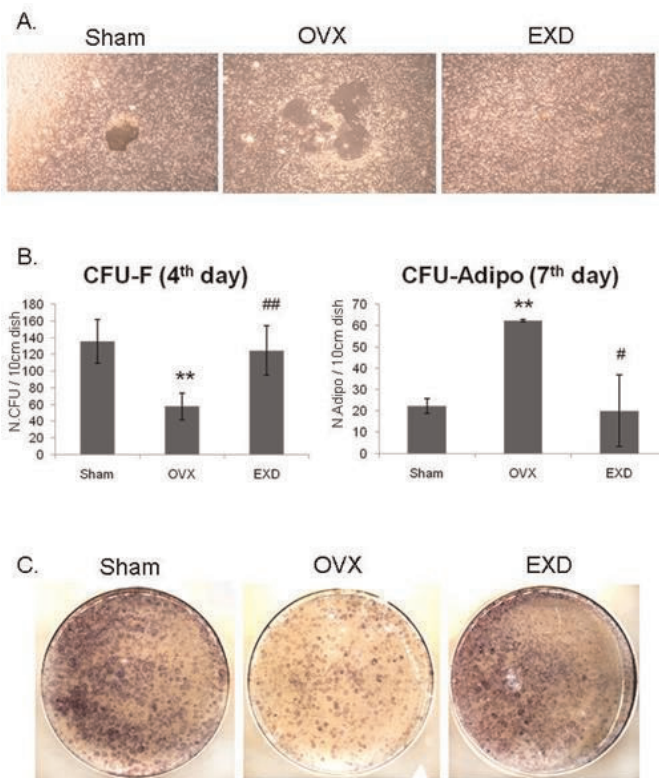 A.
Sham OVX EXD
B.
CFU-F (4th day)
180
160
140
120
100
80
60
40
20
0
N.CFU / 10cm dish
**
##
Sham OVX EXD
CFU-Adipo (7th day)
70
60
50
40
30
20
10
0
N.Adipo / 10cm dish
**
#
Sham OVX EXD
C.
Sham OVX EXD